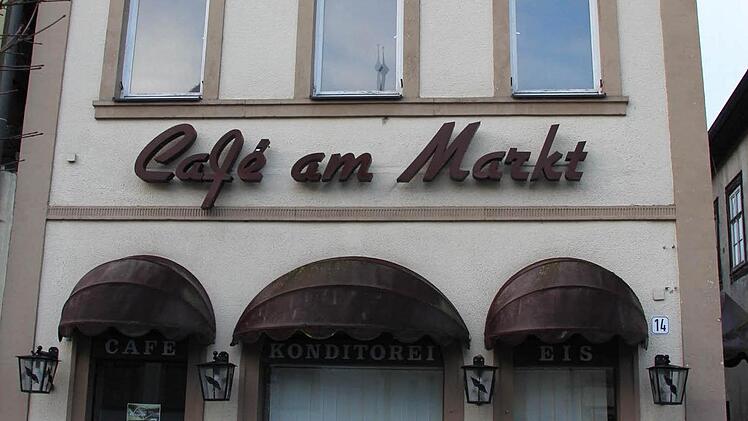 Café am Markt
CAFE KONDITOREI EIS
14